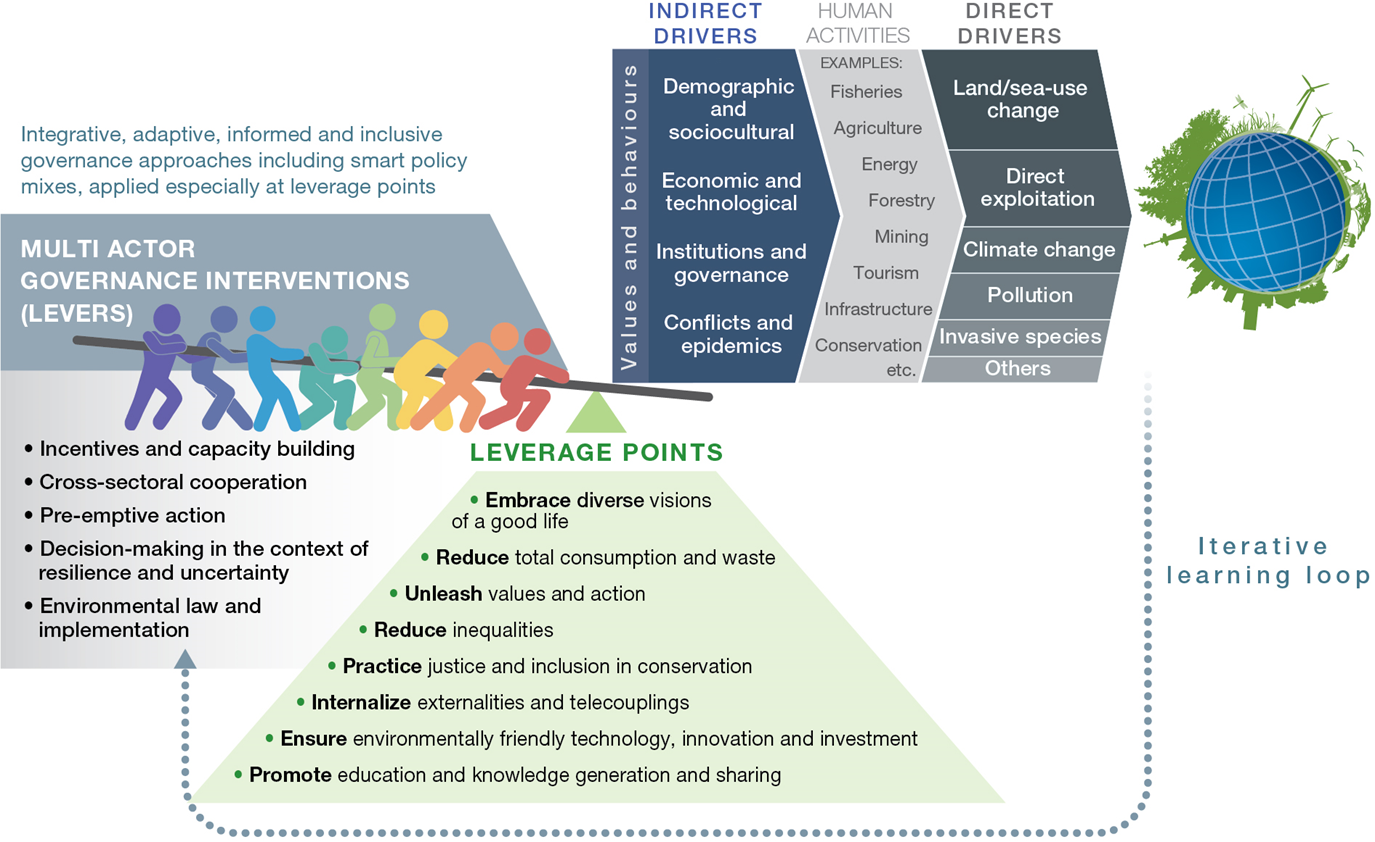 INDIRECT
DRIVERS
HUMAN
ACTIVITIES
DIRECT
DRIVERS
Values and behaviours
Demographic
and
sociocultural
Economic and
technological
Institutions and
governance
Conflicts and
epidemics
EXAMPLES:
Fisheries
Agriculture
Energy
Forestry
Mining
Tourism
Infrastructure
Conservation
etc.
Land/sea-use
change
Direct
exploitation
Climate change
Pollution
Invasive species
Others
Integrative, adaptive, informed and inclusive
governance approaches including smart policy
mixes, applied especially at leverage points
MULTI ACTOR
GOVERNANCE INTERVENTIONS
(LEVERS)
• Incentives and capacity building
• Cross-sectoral cooperation
• Pre-emptive action
• Decision-making in the context of
resilience and uncertainty
• Environmental law and
implementation
LEVERAGE POINTS
• Embrace diverse visions
of a good life
• Reduce total consumption and waste
• Unleash values and action
• Reduce inequalities
• Practice justice and inclusion in conservation
• Internalize externalities and telecouplings
• Ensure environmentally friendly technology, innovation and investment
• Promote education and knowledge generation and sharing
Iterative
learning loop